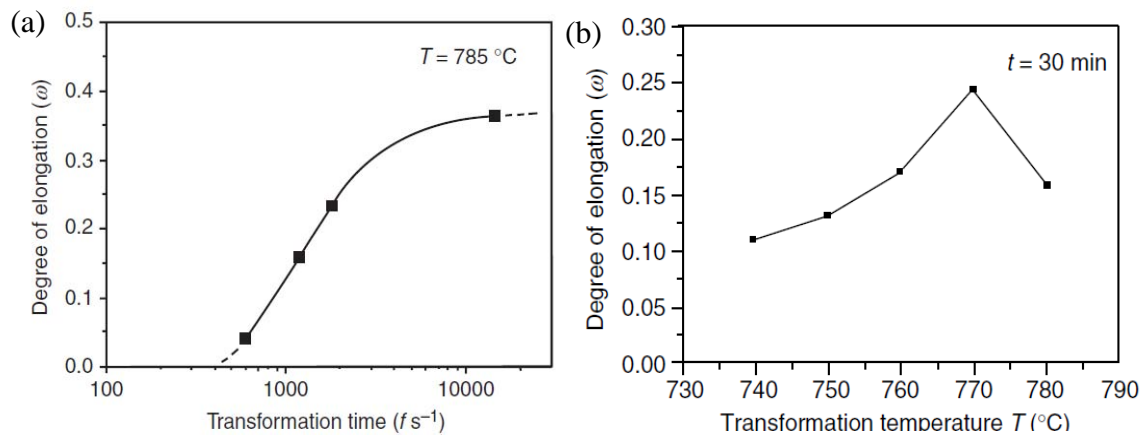 (a)
Degree of elongation (ω)
0.5
0.4
0.3
0.2
0.1
0.0
T = 785 °C
100 1000 10000
Transformation time (f s⁻¹)
(b)
Degree of elongation (ω)
0.30
0.25
0.20
0.15
0.10
0.05
0.00
t = 30 min
730 740 750 760 770 780 790
Transformation temperature T (°C)